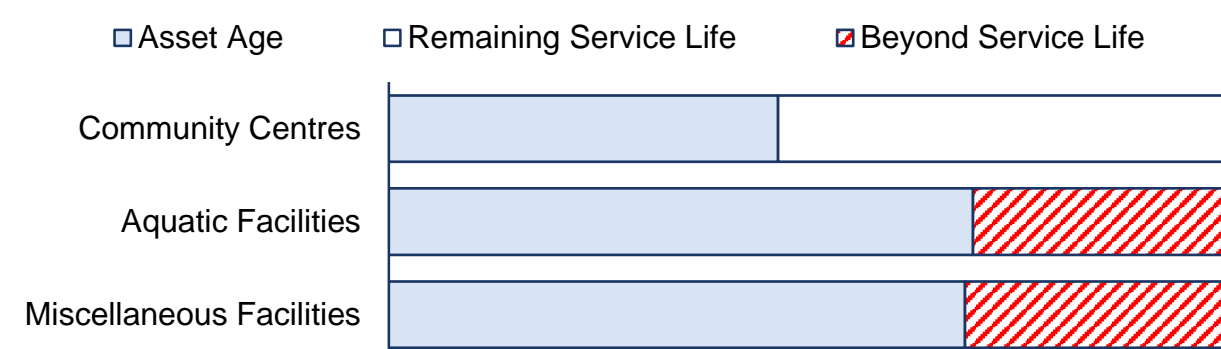 Asset Age Remaining Service Life Beyond Service Life
Community Centres
Aquatic Facilities
Miscellaneous Facilities